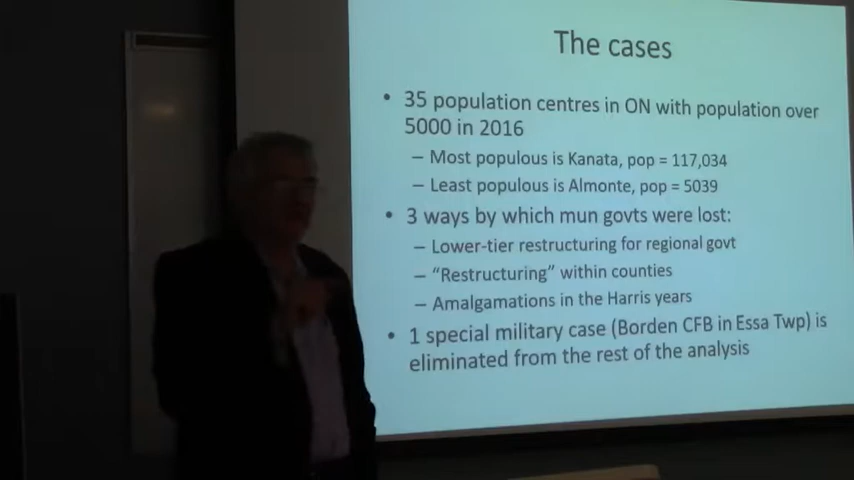 The cases
• 35 population centres in ON with population over
5000 in 2016
– Most populous is Kanata, pop = 117,034
– Least populous is Almonte, pop = 5039
• 3 ways by which mun govts were lost:
– Lower-tier restructuring for regional govt
– “Restructuring” within counties
– Amalgamations in the Harris years
• 1 special military case (Borden CFB in Essa Twp) is
eliminated from the rest of the analysis